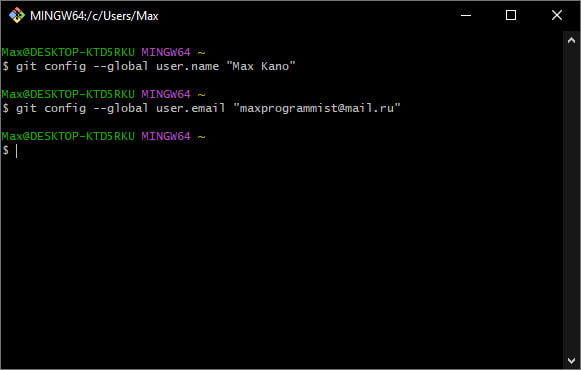 MINGW64:/c/Users/Max
Max@DESKTOP-KTD5RKU MINGW64 ~
$ git config --global user.name "Max Kano"
Max@DESKTOP-KTD5RKU MINGW64 ~
$ git config --global user.email "maxprogrammist@mail.ru"
Max@DESKTOP-KTD5RKU MINGW64 ~
$